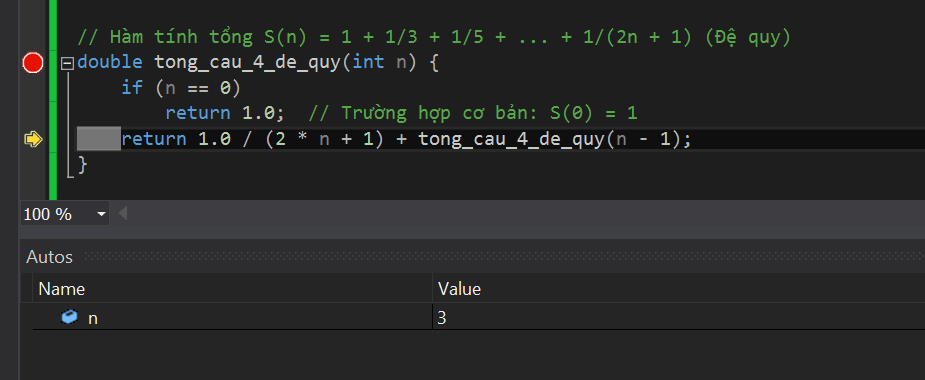 // Hàm tính tổng S(n) = 1 + 1/3 + 1/5 + ... + 1/(2n + 1) (Đệ quy)
double tong_cau_4_de_quy(int n) {
if (n == 0)
return 1.0;  // Trường hợp cơ bản: S(0) = 1
return 1.0 / (2 * n + 1) + tong_cau_4_de_quy(n - 1);
}
100 %
Autos
Name Value
n 3